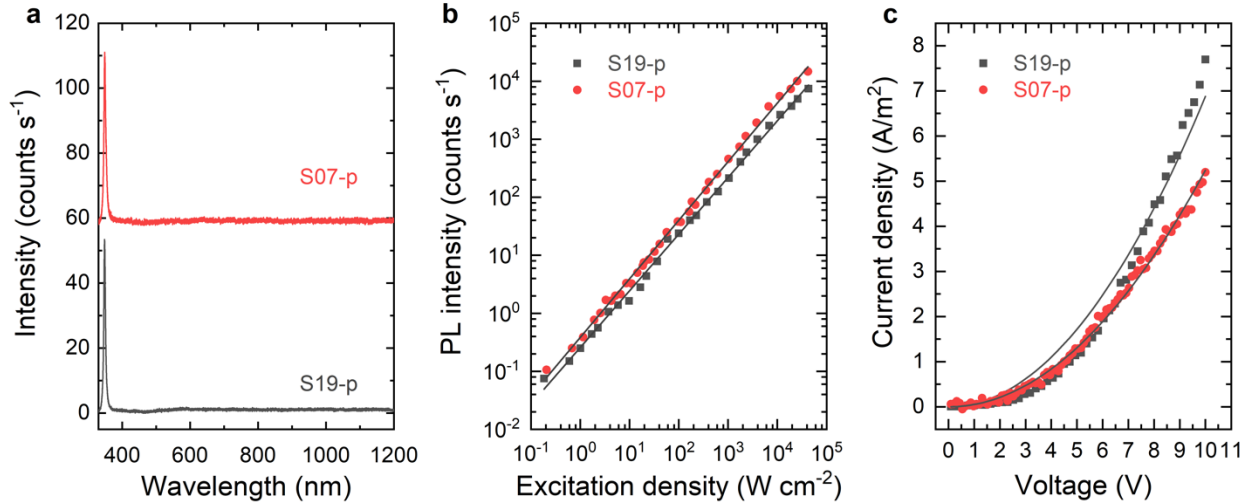 a
Intensity (counts s⁻¹)
120
100
80
60
40
20
0
S07-p
S19-p
400 600 800 1000 1200
Wavelength (nm)
b
PL intensity (counts s⁻¹)
10⁵
10⁴
10³
10²
10¹
10⁰
10⁻¹
10⁻²
S19-p
S07-p
10⁻¹ 10⁰ 10¹ 10² 10³ 10⁴ 10⁵
Excitation density (W cm⁻²)
c
Current density (A/m²)
8
7
6
5
4
3
2
1
0
S19-p
S07-p
0 1 2 3 4 5 6 7 8 9 10 11
Voltage (V)